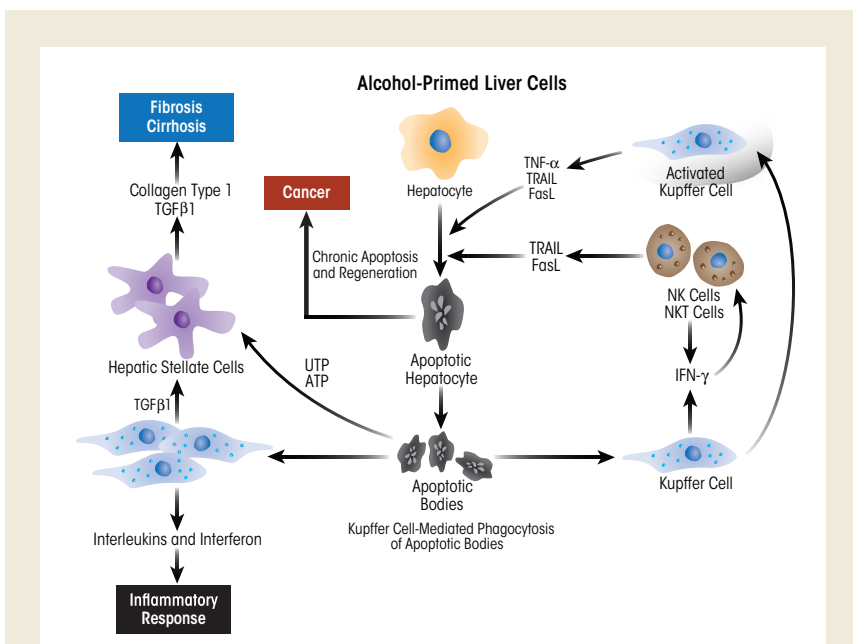 Alcohol-Primed Liver Cells
Fibrosis
Cirrhosis
Collagen Type 1
TGFβ1
Cancer
Hepatocyte
TNF-α
TRAIL
FasL
Activated
Kupffer Cell
Chronic Apoptosis
and Regeneration
TRAIL
FasL
NK Cells
NKT Cells
Hepatic Stellate Cells
UTP
ATP
Apoptotic
Hepatocyte
IFN-γ
TGFβ1
Apoptotic
Bodies
Kupffer Cell
Kupffer Cell-Mediated Phagocytosis
of Apoptotic Bodies
Interleukins and Interferon
Inflammatory
Response